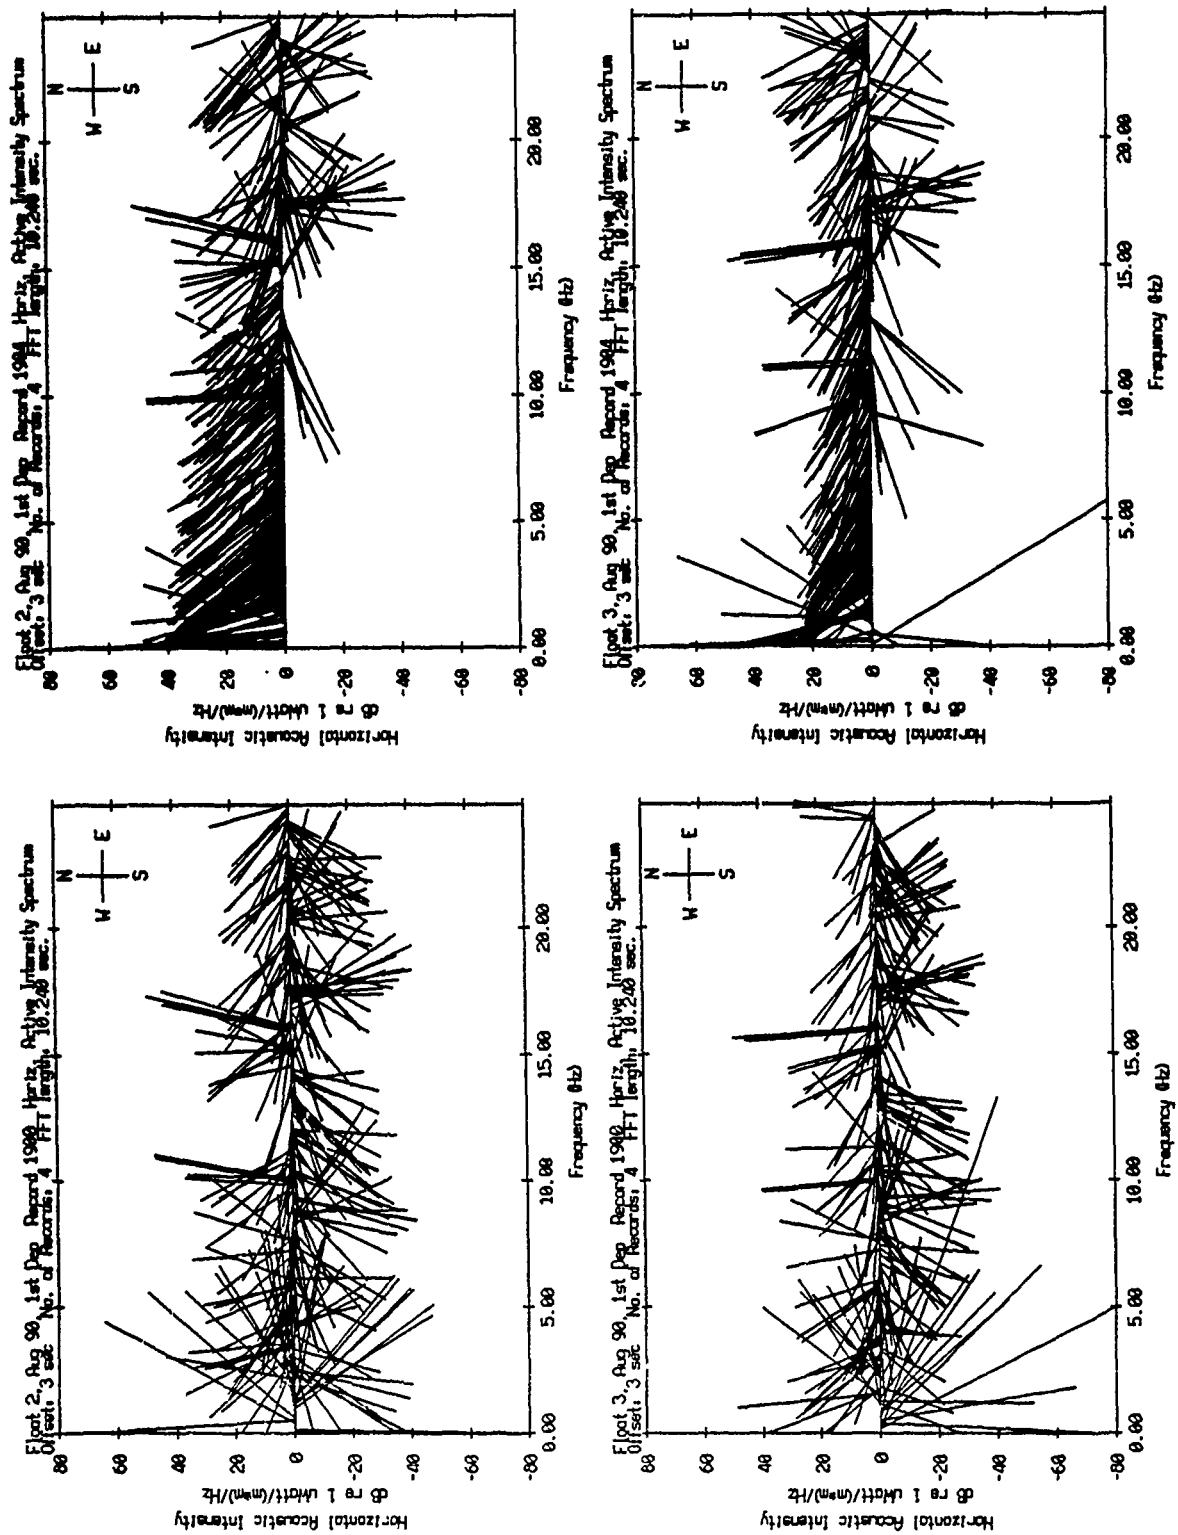 Float 2, Aug 90, 1st Dep Record 1900 Horiz. Active Intensity Spectrum
Offset: 3 sec No. of Records: 4 FFT length: 10.240 sec.
N
W E
S
80
60
40
20
0
-20
-40
-60
-80
Horizontal Acoustic Intensity
dB re 1 uWatt/(m*m)/Hz
0.00 5.00 10.00 15.00 20.00
Frequency (Hz)
Float 2, Aug 90, 1st Dep Record 1904 Horiz. Active Intensity Spectrum
Offset: 3 sec No. of Records: 4 FFT length: 10.240 sec.
N
W E
S
80
60
40
20
0
-20
-40
-60
-80
Horizontal Acoustic Intensity
dB re 1 uWatt/(m*m)/Hz
0.00 5.00 10.00 15.00 20.00
Frequency (Hz)
Float 3, Aug 90, 1st Dep Record 1900 Horiz. Active Intensity Spectrum
Offset: 3 sec No. of Records: 4 FFT length: 10.240 sec.
N
W E
S
80
60
40
20
0
-20
-40
-60
-80
Horizontal Acoustic Intensity
dB re 1 uWatt/(m*m)/Hz
0.00 5.00 10.00 15.00 20.00
Frequency (Hz)
Float 3, Aug 90, 1st Dep Record 1904 Horiz. Active Intensity Spectrum
Offset: 3 sec No. of Records: 4 FFT length: 10.240 sec.
N
W E
S
80
60
40
20
0
-20
-40
-60
-80
Horizontal Acoustic Intensity
dB re 1 uWatt/(m*m)/Hz
0.00 5.00 10.00 15.00 20.00
Frequency (Hz)